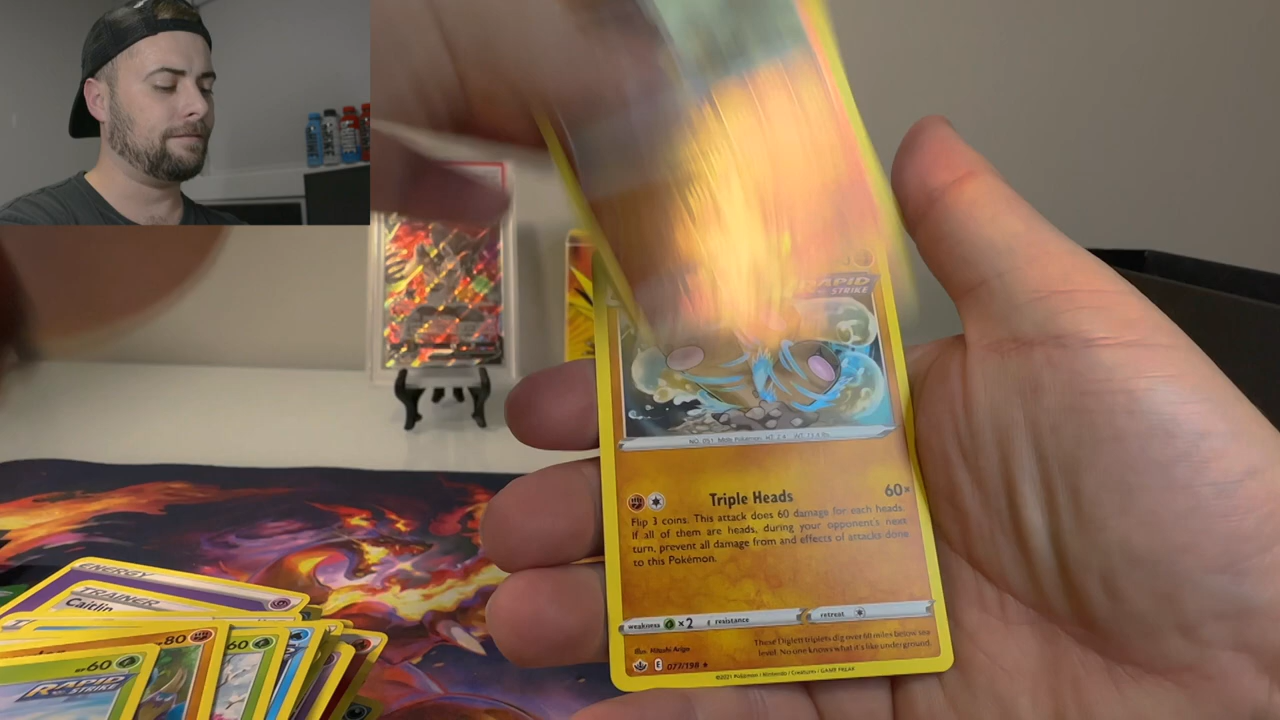 RAPID
STRIKE
NO. 051 Mole Pokémon HT: 2'4" WT: 73.4 lbs.
Triple Heads 60×
Flip 3 coins. This attack does 60 damage for each heads.
If all of them are heads, during your opponent's next
turn, prevent all damage from and effects of attacks done
to this Pokémon.
weakness ×2 resistance retreat
These Diglett triplets dig over 60 miles below sea
level. No one knows what it's like underground.
Illus. Hitoshi Ariga
E 077/198 ★
©2021 Pokémon / Nintendo / Creatures / GAME FREAK
ENERGY
TRAINER
Caitlin
80
60
HP 60
RAPID
STRIKE